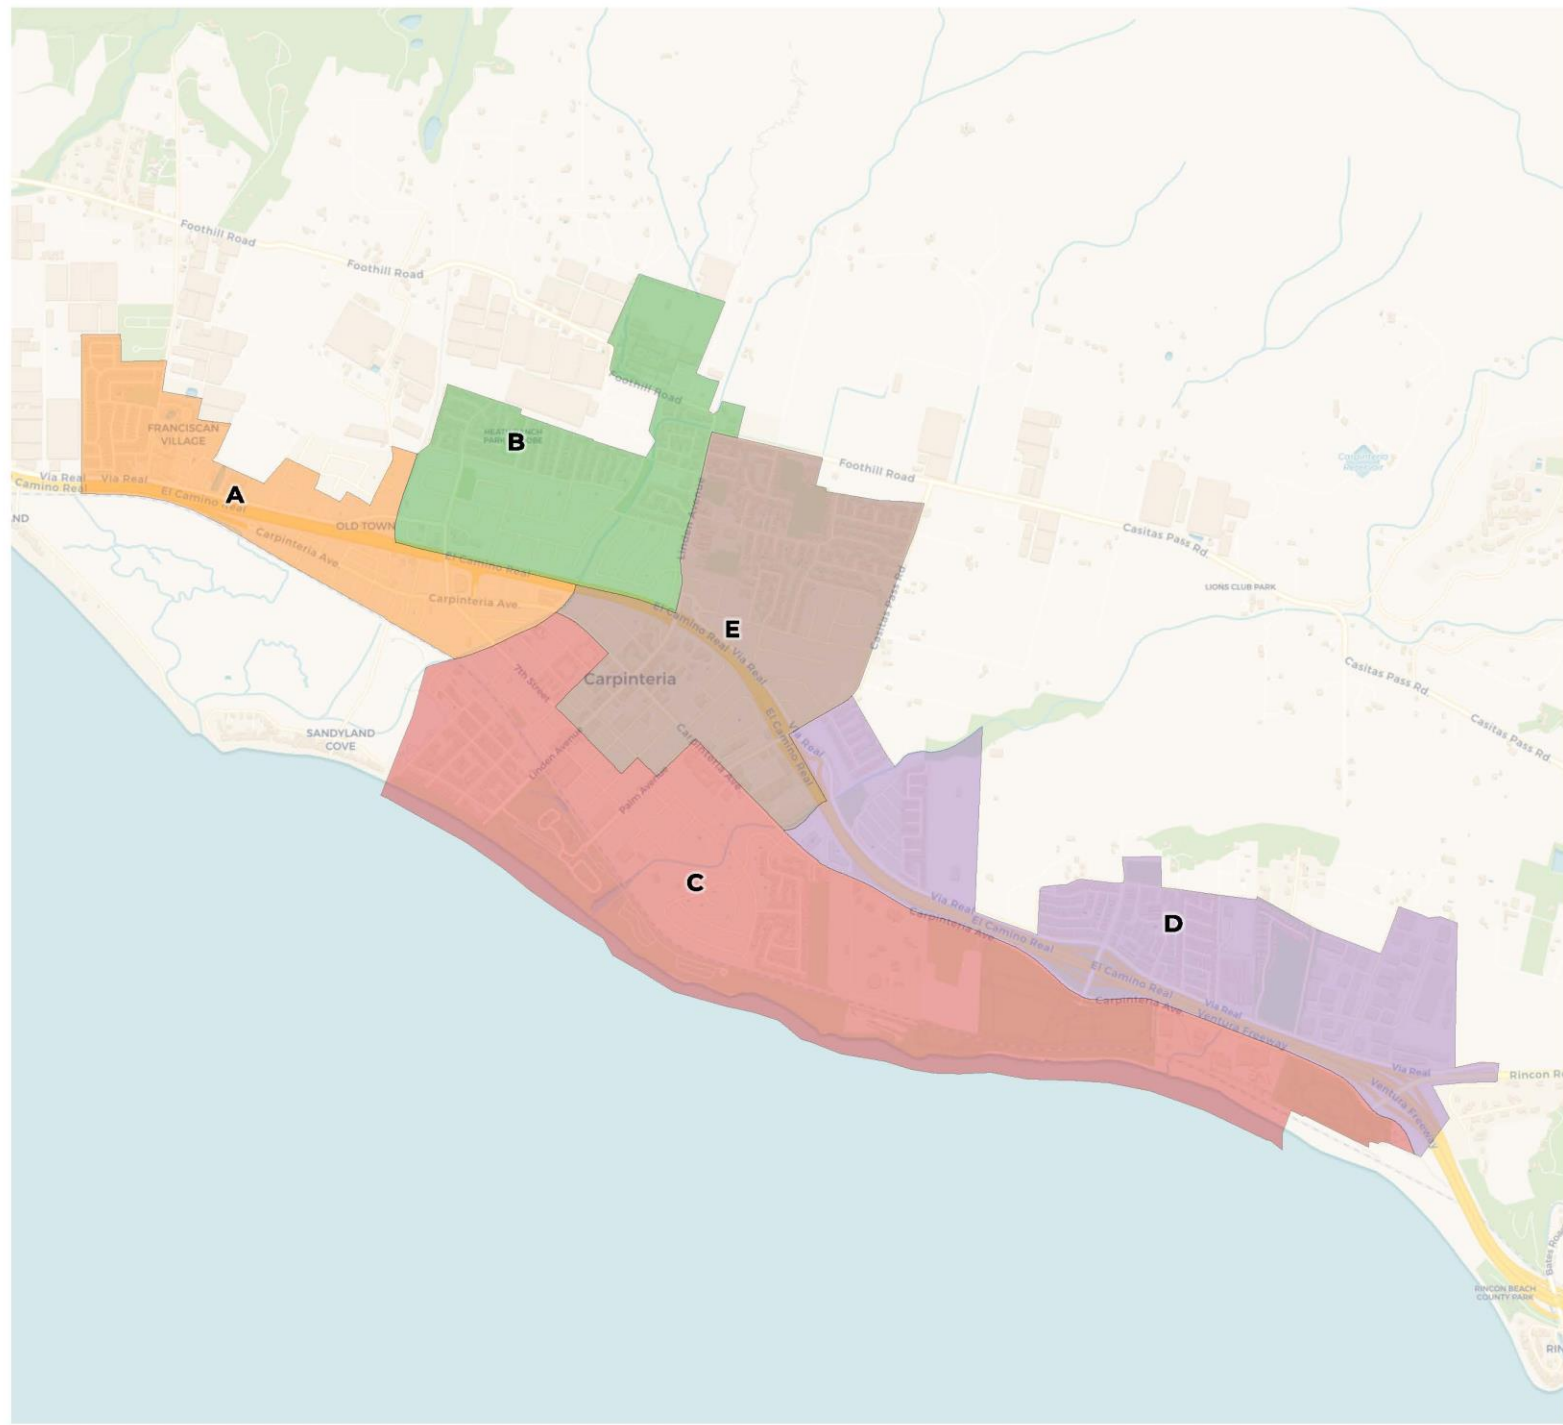 Foothill Road
Foothill Road
Foothill Road
FRANCISCAN
VILLAGE
B
Via Real
Camino Real
Via Real
A
El Camino Real
OLD TOWN
Carpinteria Ave
El Camino Real
Carpinteria Ave
Linden Avenue
Foothill Road
Casitas Pass Rd
LIONS CLUB PARK
Casitas Pass Rd
Casitas Pass Rd
Casitas Pass Rd
E
El Camino Real
Via Real
Carpinteria
7th Street
SANDYLAND
COVE
Linden Avenue
Palm Avenue
Carpinteria Ave
El Camino Real
Via Real
C
Via Real
Carpinteria Ave
El Camino Real
D
El Camino Real
Carpinteria Ave
Via Real
Ventura Freeway
Via Real
Ventura Freeway
Rincon R
Bates Roa
RINCON BEACH
COUNTY PARK
RIN
ND